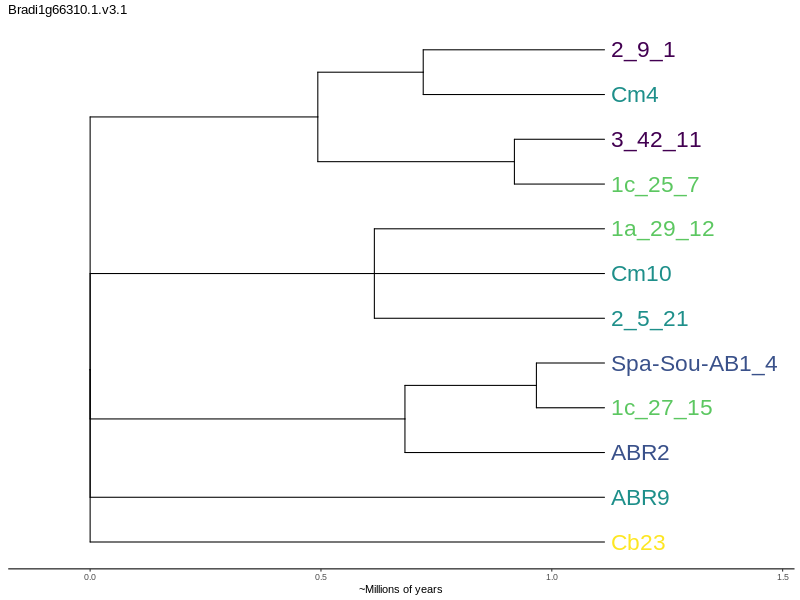 Bradi1g66310.1.v3.1
2_9_1
Cm4
3_42_11
1c_25_7
1a_29_12
Cm10
2_5_21
Spa-Sou-AB1_4
1c_27_15
ABR2
ABR9
Cb23
0.0 0.5 1.0 1.5
~Millions of years